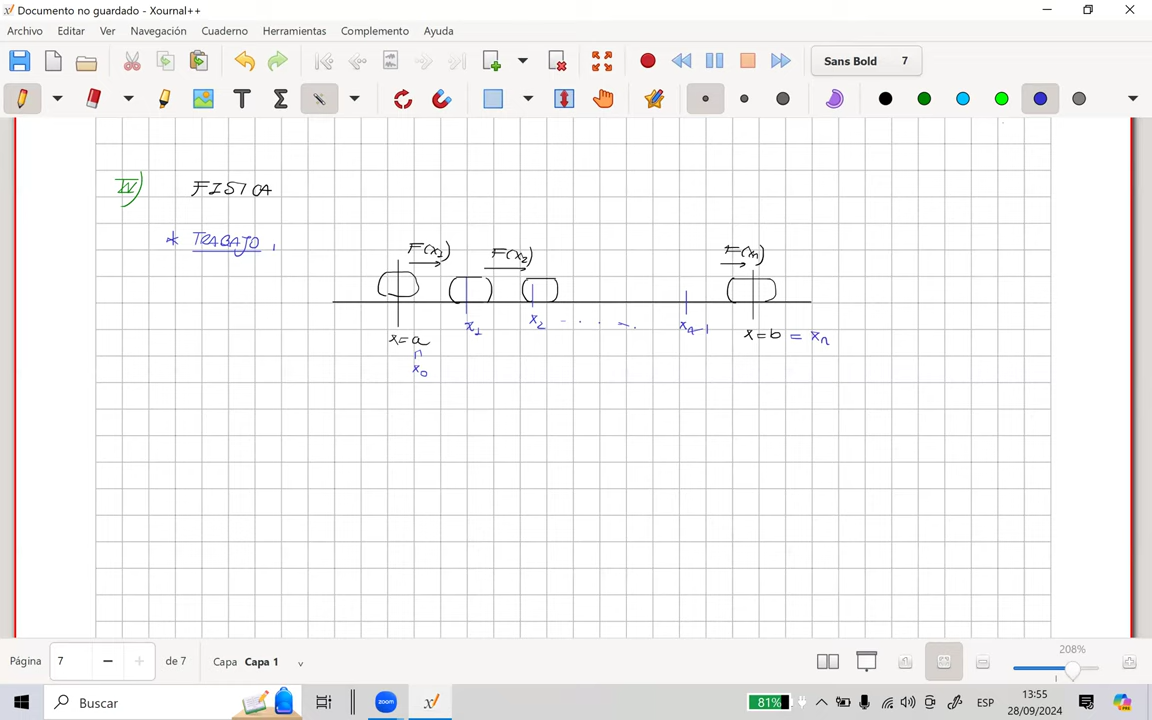 Documento no guardado - Xournal++
Archivo Editar Ver Navegación Cuaderno Herramientas Complemento Ayuda
Sans Bold 7
IV) FISICA
* TRABAJO
F(x1) F(x2) F(xn)
x1 x2 ..... xn-1
x=a x=b = xn
x0
Página 7 de 7 Capa Capa 1 208%
Buscar 81% ESP 13:55
28/09/2024
zoom